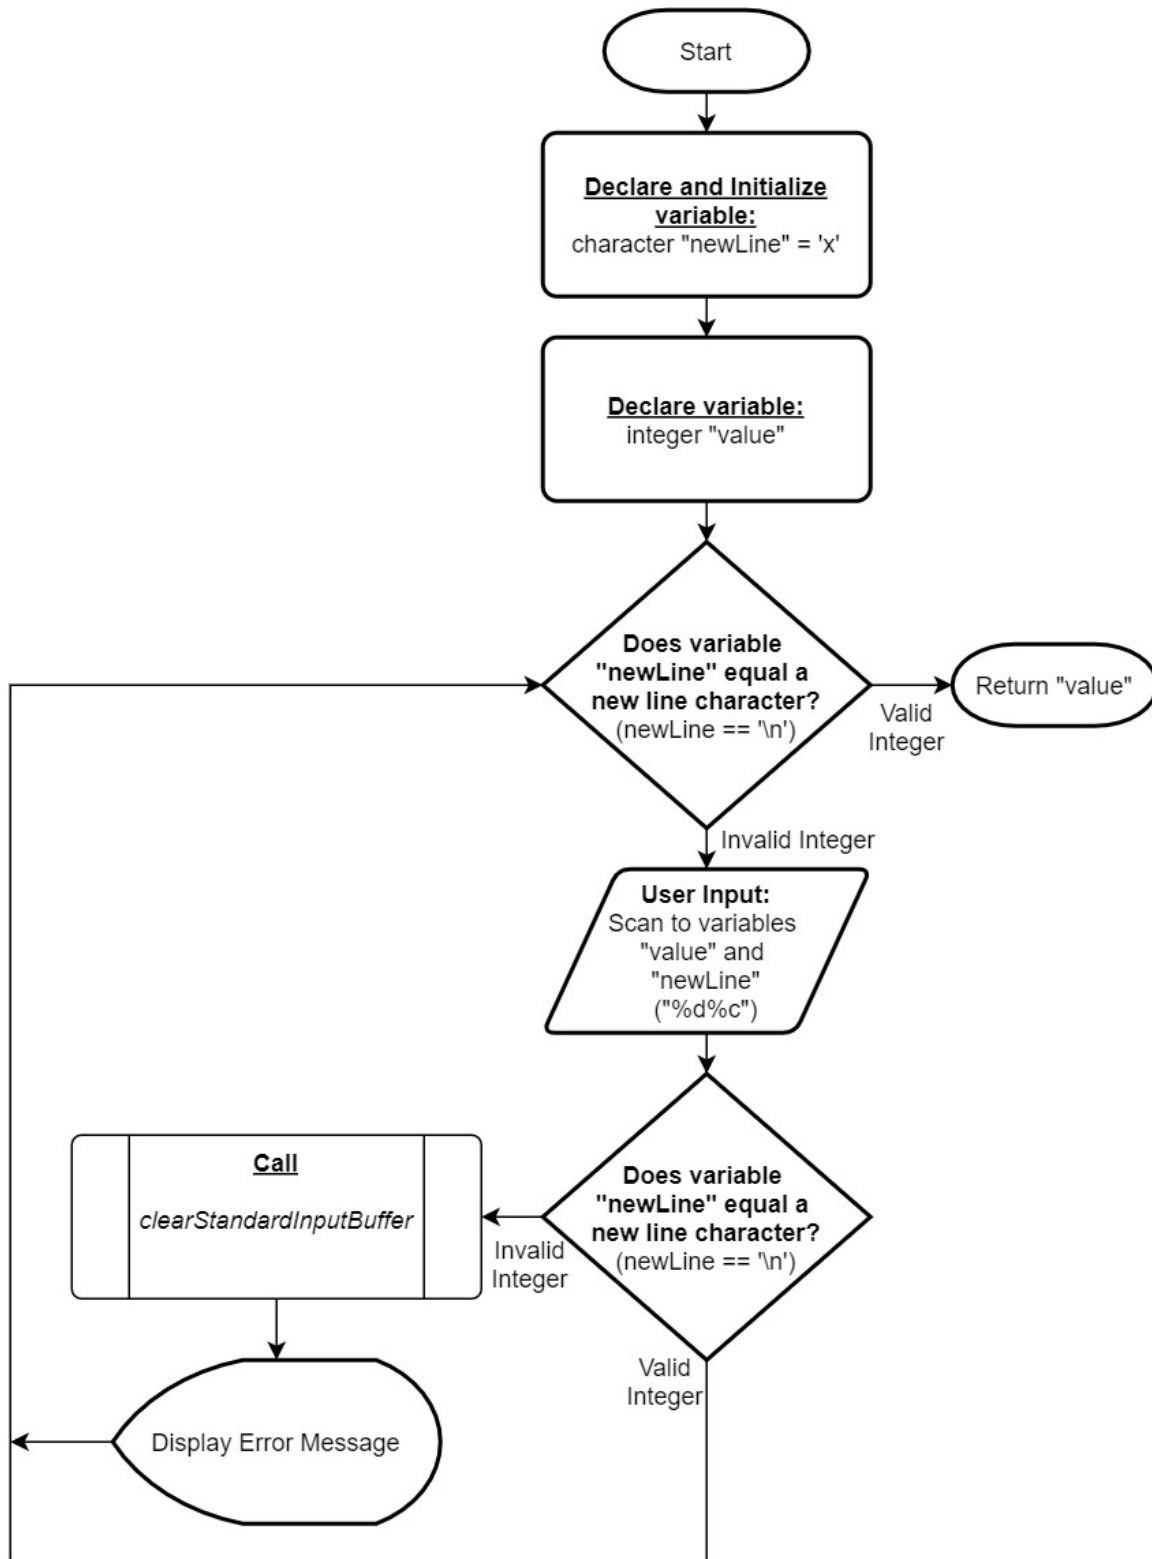 Start
Declare and Initialize
variable:
character "newLine" = 'x'
Declare variable:
integer "value"
Does variable
"newLine" equal a
new line character?
(newLine == '\n')
Valid
Integer
Return "value"
Invalid Integer
User Input:
Scan to variables
"value" and
"newLine"
("%d%c")
Does variable
"newLine" equal a
new line character?
(newLine == '\n')
Invalid
Integer
Call
clearStandardInputBuffer
Valid
Integer
Display Error Message